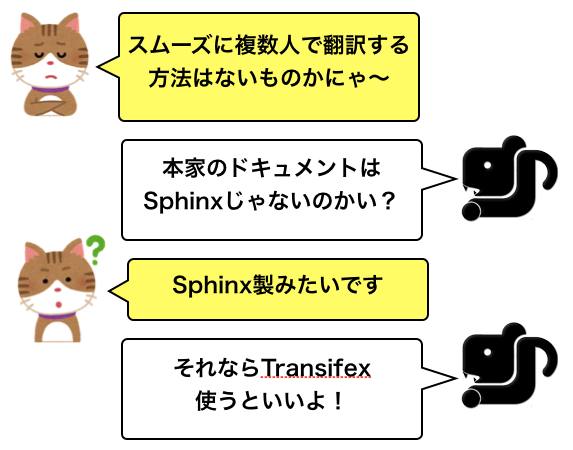 スムーズに複数人で翻訳する
方法はないものかにゃ〜
本家のドキュメントは
Sphinxじゃないのかい？
?
Sphinx製みたいです
それならTransifex
使うといいよ！